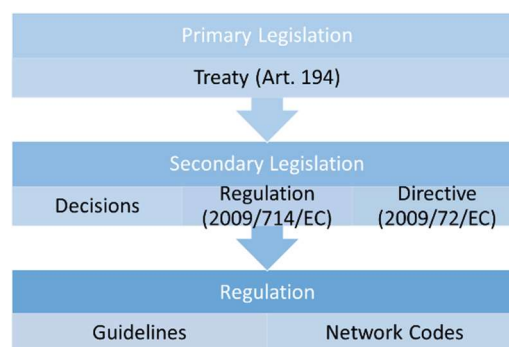 Primary Legislation
Treaty (Art. 194)
Secondary Legislation
Decisions
Regulation
(2009/714/EC)
Directive
(2009/72/EC)
Regulation
Guidelines
Network Codes